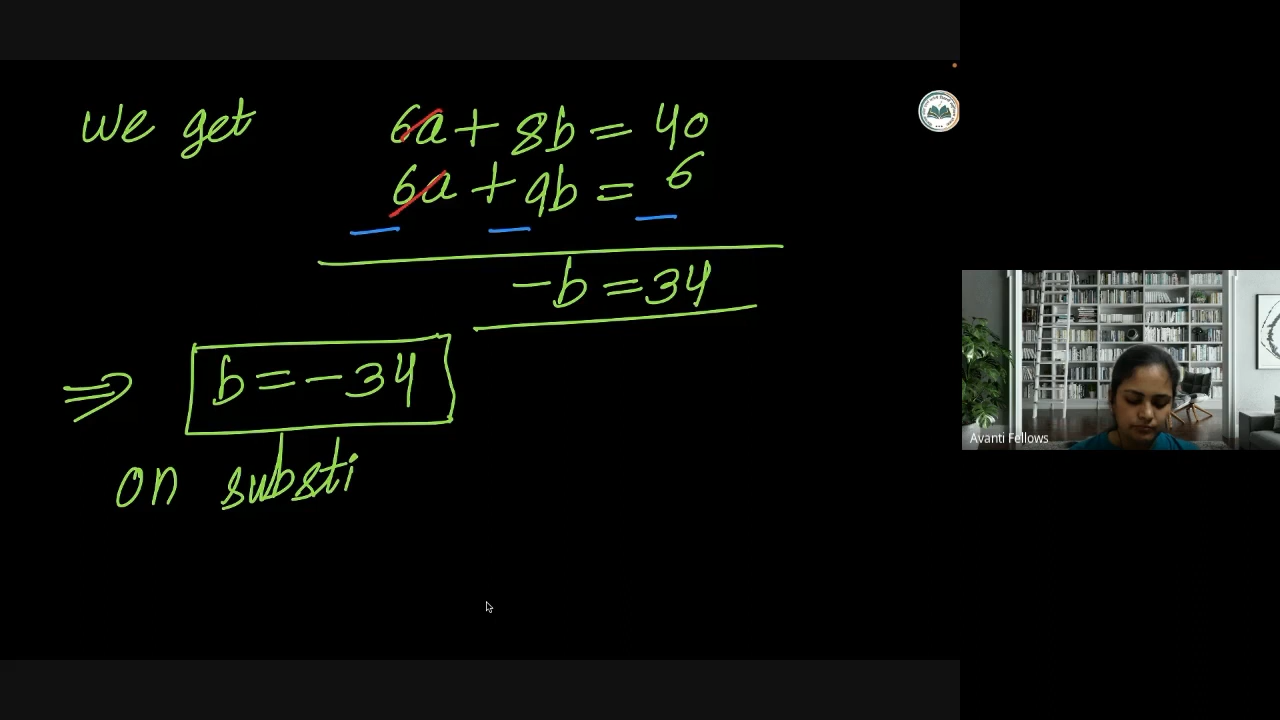 We get 6a + 8b = 40
6a + 9b = 6
-b = 34
⇒ b = -34
on substi
Avanti Fellows